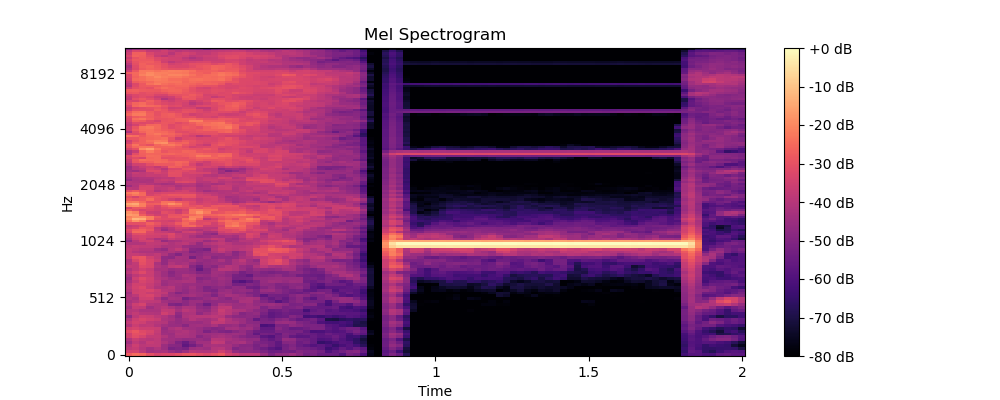 Mel Spectrogram
Hz
8192
4096
2048
1024
512
0
0 0.5 1 1.5 2
Time
+0 dB
-10 dB
-20 dB
-30 dB
-40 dB
-50 dB
-60 dB
-70 dB
-80 dB